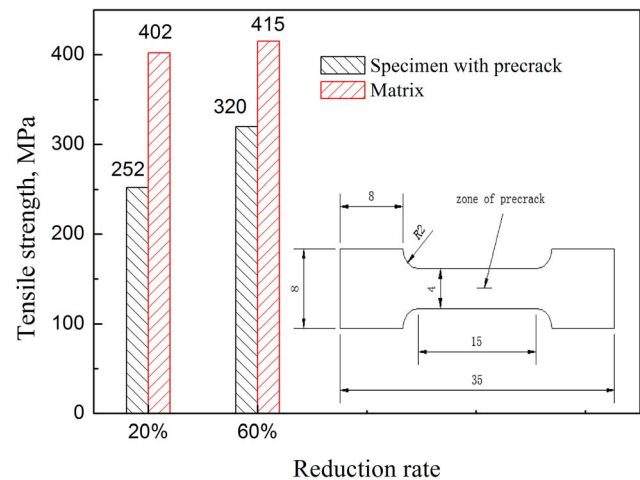 400
300
200
100
0
Tensile strength, MPa
402
415
252
320
Specimen with precrack
Matrix
8
zone of precrack
R2
8
4
15
35
20%
60%
Reduction rate